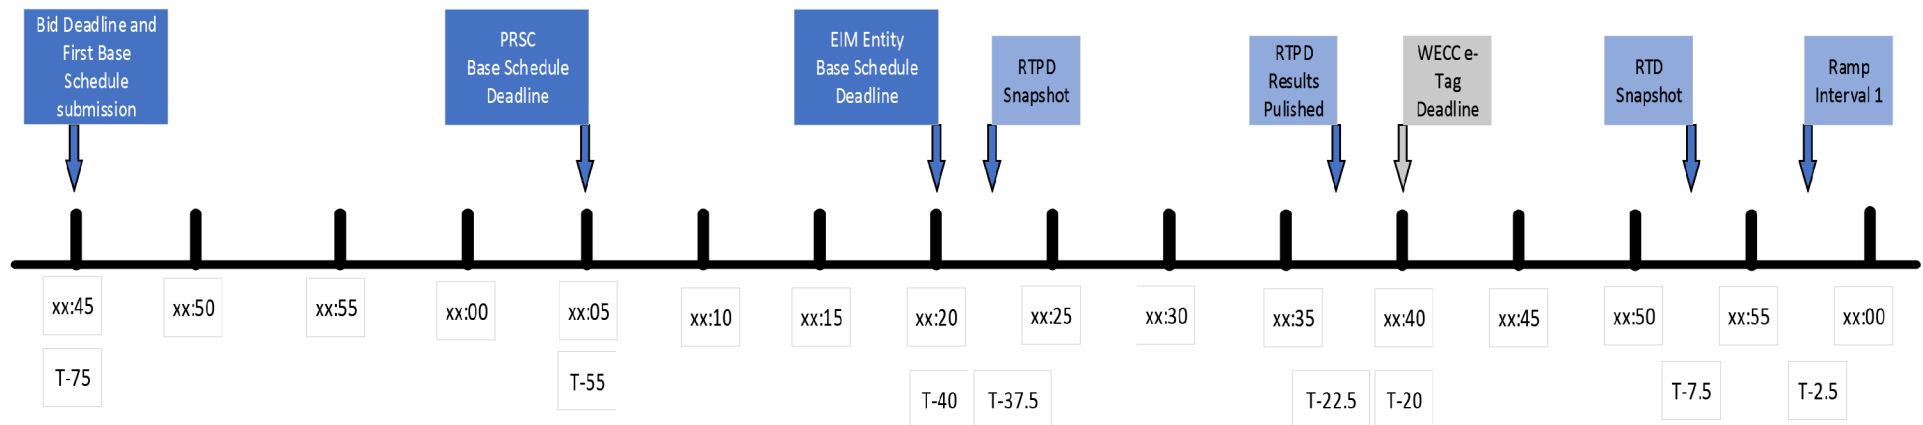 Bid Deadline and
First Base
Schedule
submission
PRSC
Base Schedule
Deadline
EIM Entity
Base Schedule
Deadline
RTPD
Snapshot
RTPD
Results
Pulished
WECC e-
Tag
Deadline
RTD
Snapshot
Ramp
Interval 1
xx:45
xx:50
xx:55
xx:00
xx:05
xx:10
xx:15
xx:20
xx:25
xx:30
xx:35
xx:40
xx:45
xx:50
xx:55
xx:00
T-75
T-55
T-40
T-37.5
T-22.5
T-20
T-7.5
T-2.5